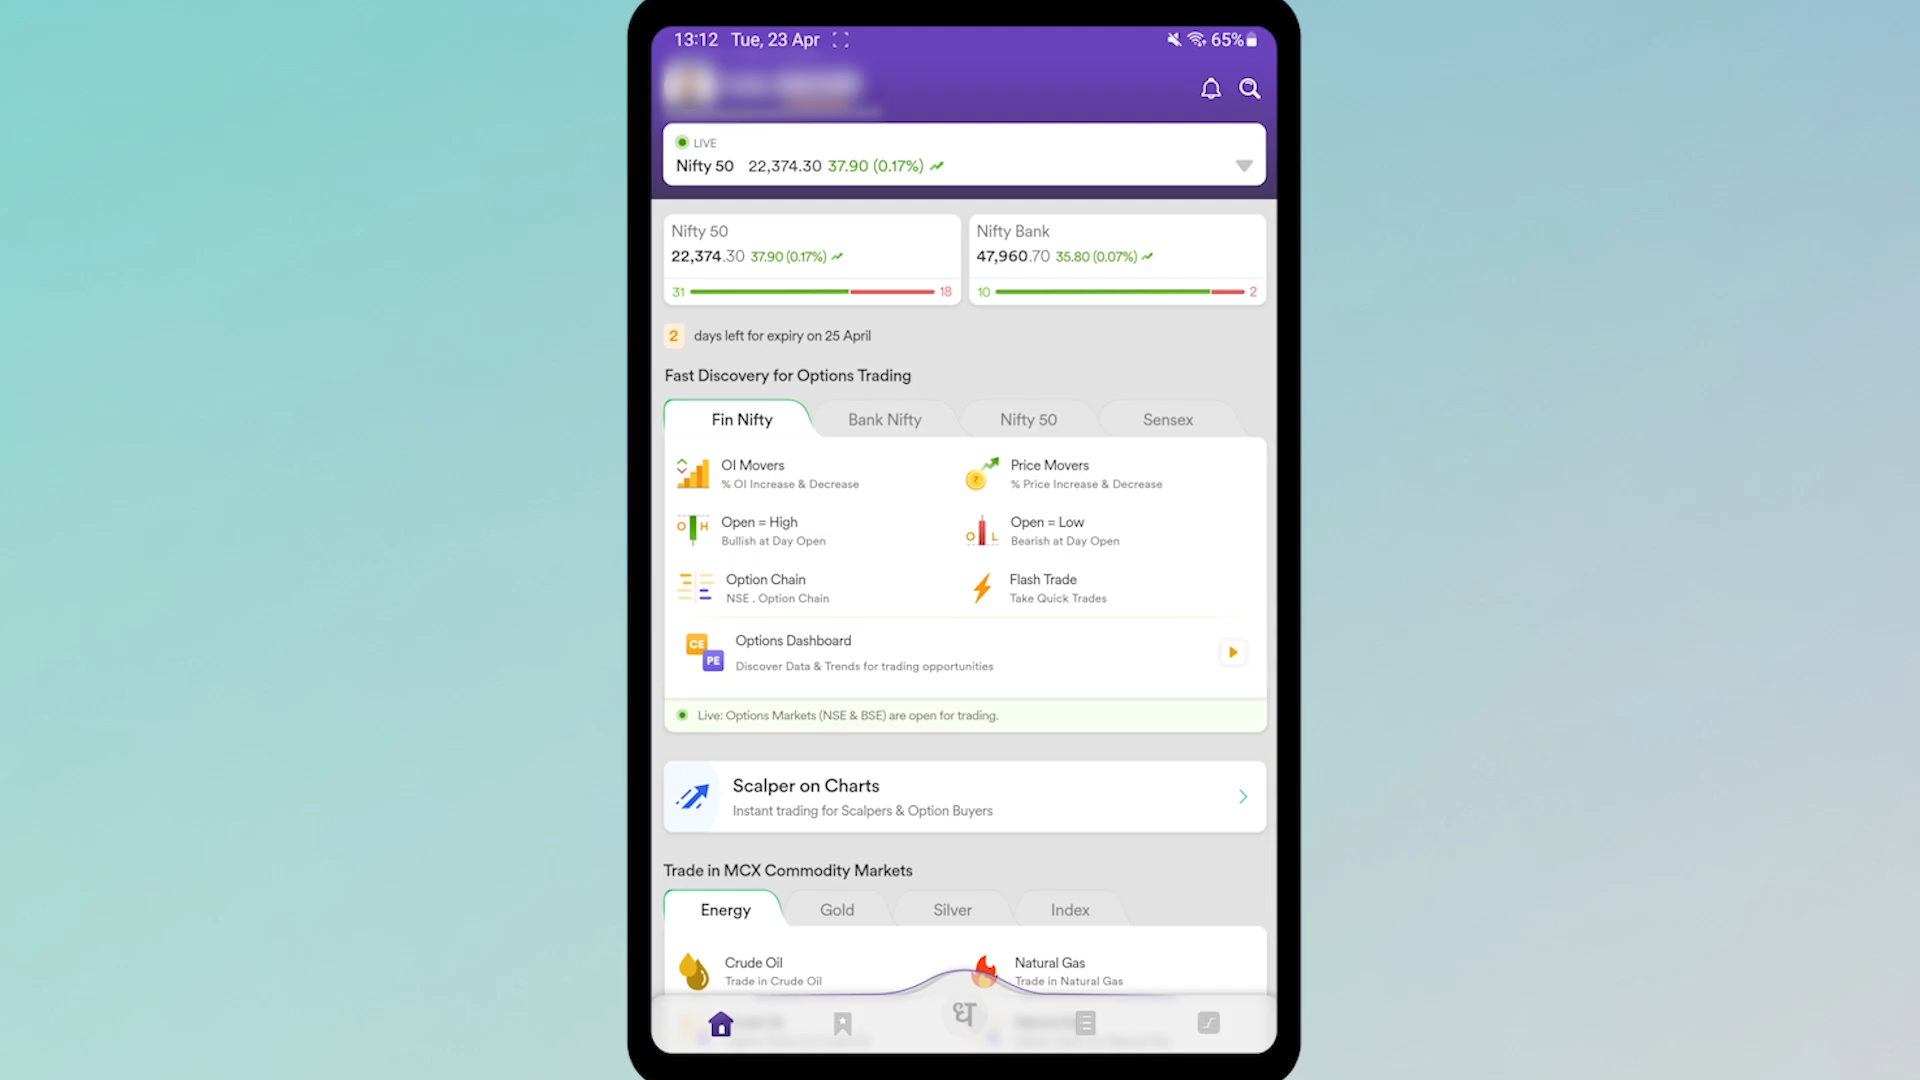 13:12 Tue, 23 Apr 65%
LIVE
Nifty 50 22,374.30 37.90 (0.17%)
Nifty 50
22,374.30 37.90 (0.17%)
31 18
Nifty Bank
47,960.70 35.80 (0.07%)
10 2
2 days left for expiry on 25 April
Fast Discovery for Options Trading
Fin Nifty Bank Nifty Nifty 50 Sensex
OI Movers
% OI Increase & Decrease
Price Movers
% Price Increase & Decrease
O H
Open = High
Bullish at Day Open
O L
Open = Low
Bearish at Day Open
Option Chain
NSE . Option Chain
Flash Trade
Take Quick Trades
CE
PE
Options Dashboard
Discover Data & Trends for trading opportunities
Live: Options Markets (NSE & BSE) are open for trading.
Scalper on Charts
Instant trading for Scalpers & Option Buyers
Trade in MCX Commodity Markets
Energy Gold Silver Index
Crude Oil
Trade in Crude Oil
Natural Gas
Trade in Natural Gas
ध